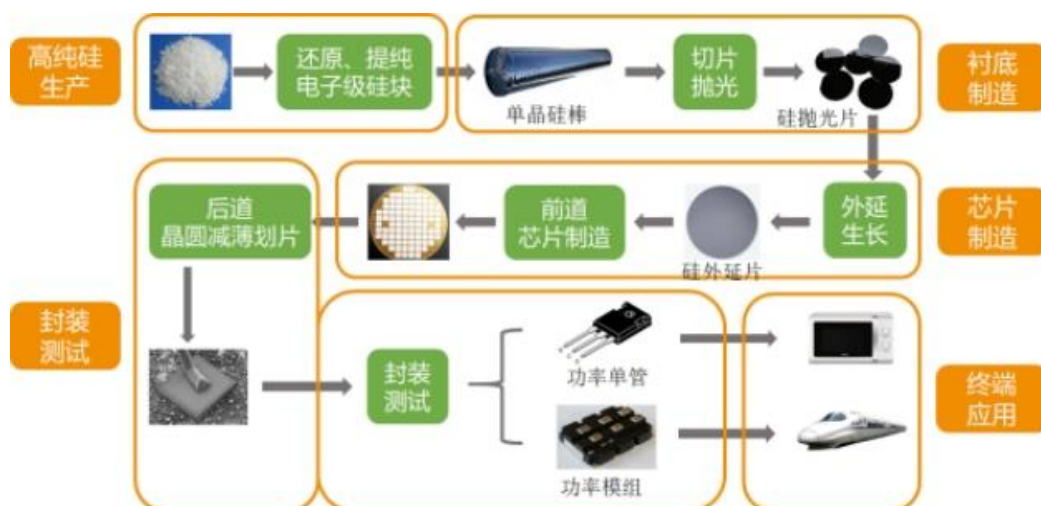 高纯硅
生产
还原、提纯
电子级硅块
单晶硅棒
切片
抛光
硅抛光片
衬底
制造
后道
晶圆减薄划片
前道
芯片制造
硅外延片
外延
生长
芯片
制造
封装
测试
封装
测试
功率单管
功率模组
终端
应用